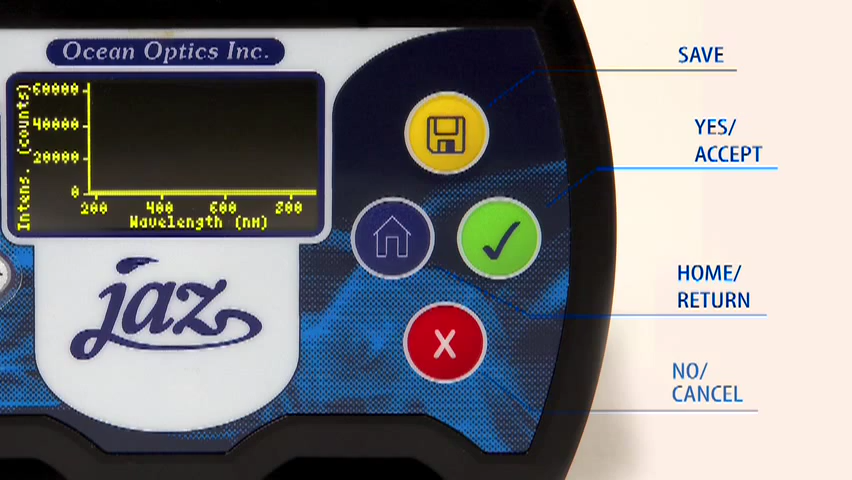 Ocean Optics Inc.
Intens. (counts)
60000
40000
20000
0
200 400 600 800
Wavelength (nM)
jaz
X
SAVE
YES/
ACCEPT
HOME/
RETURN
NO/
CANCEL